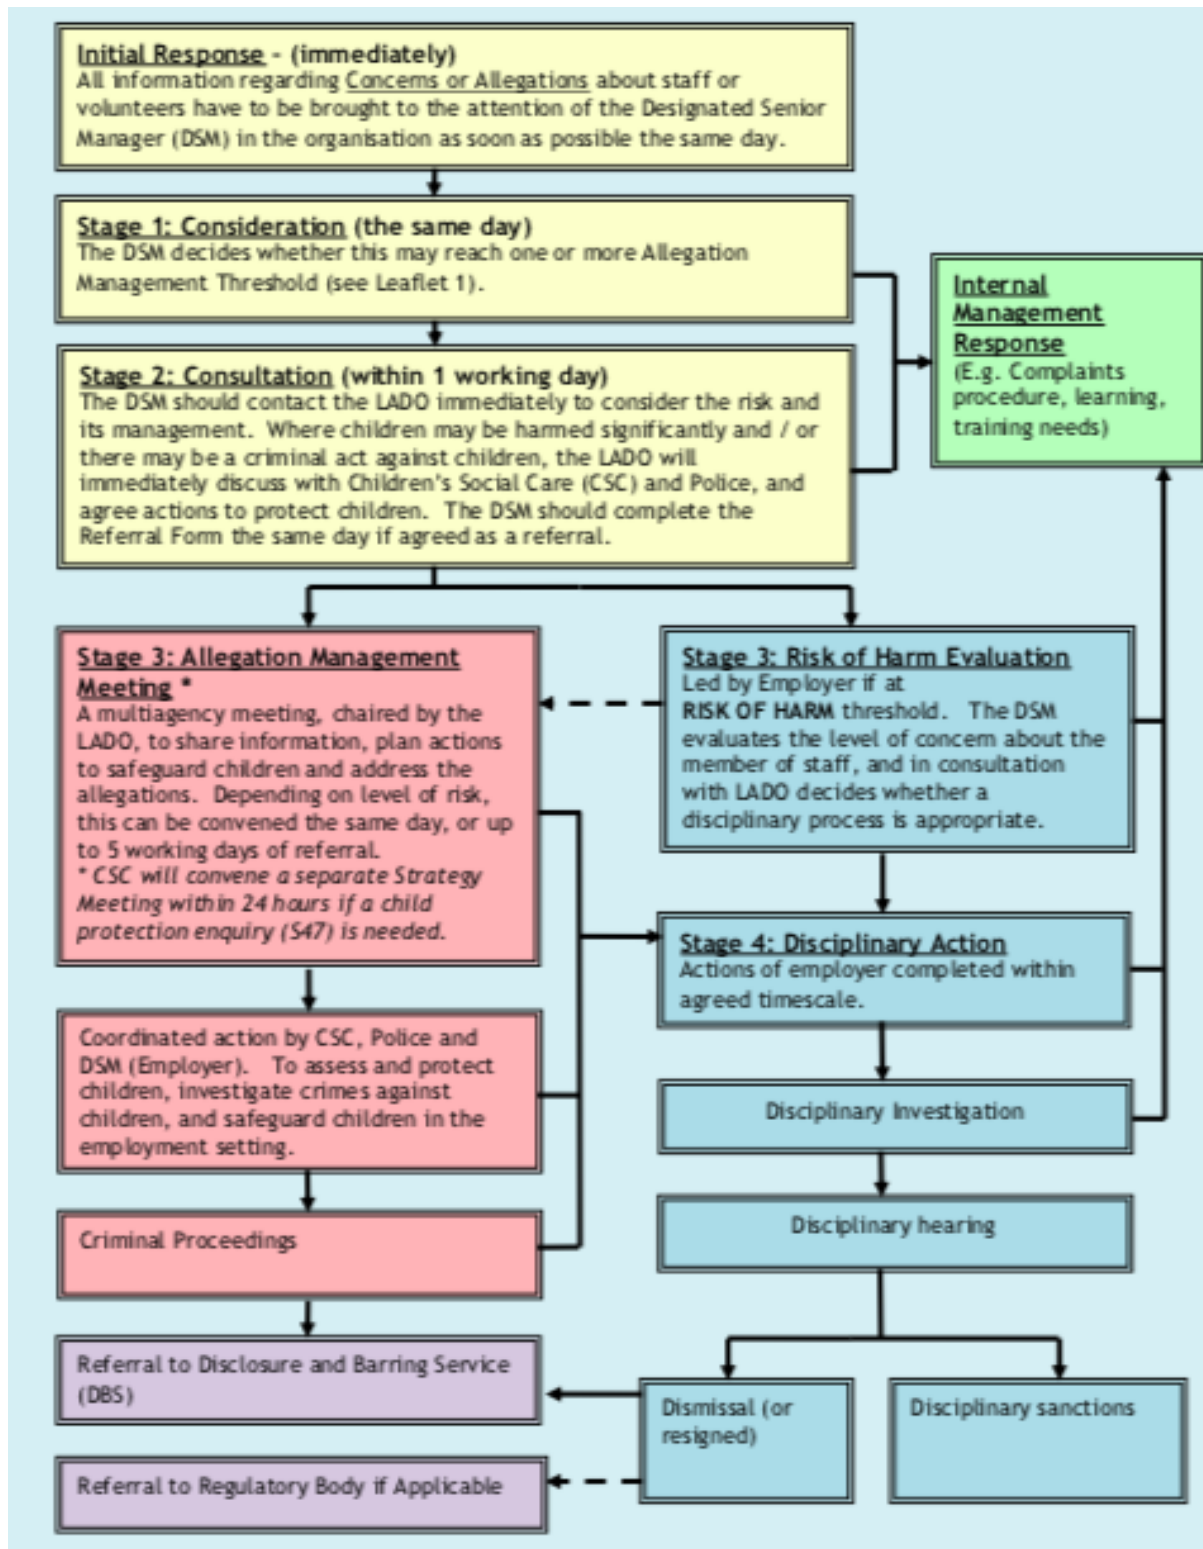 Initial Response - (immediately)
All information regarding Concerns or Allegations about staff or
volunteers have to be brought to the attention of the Designated Senior
Manager (DSM) in the organisation as soon as possible the same day.
Stage 1: Consideration (the same day)
The DSM decides whether this may reach one or more Allegation
Management Threshold (see Leaflet 1).
Internal
Management
Response
(E.g. Complaints
procedure, learning,
training needs)
Stage 2: Consultation (within 1 working day)
The DSM should contact the LADO immediately to consider the risk and
its management. Where children may be harmed significantly and / or
there may be a criminal act against children, the LADO will
immediately discuss with Children's Social Care (CSC) and Police, and
agree actions to protect children. The DSM should complete the
Referral Form the same day if agreed as a referral.
Stage 3: Allegation Management
Meeting *
A multiagency meeting, chaired by the
LADO, to share information, plan actions
to safeguard children and address the
allegations. Depending on level of risk,
this can be convened the same day, or up
to 5 working days of referral.
* CSC will convene a separate Strategy
Meeting within 24 hours if a child
protection enquiry (S47) is needed.
Stage 3: Risk of Harm Evaluation
Led by Employer if at
RISK OF HARM threshold. The DSM
evaluates the level of concern about the
member of staff, and in consultation
with LADO decides whether a
disciplinary process is appropriate.
Stage 4: Disciplinary Action
Actions of employer completed within
agreed timescale.
Coordinated action by CSC, Police and
DSM (Employer). To assess and protect
children, investigate crimes against
children, and safeguard children in the
employment setting.
Disciplinary Investigation
Criminal Proceedings
Disciplinary hearing
Referral to Disclosure and Barring Service
(DBS)
Dismissal (or
resigned)
Disciplinary sanctions
Referral to Regulatory Body if Applicable